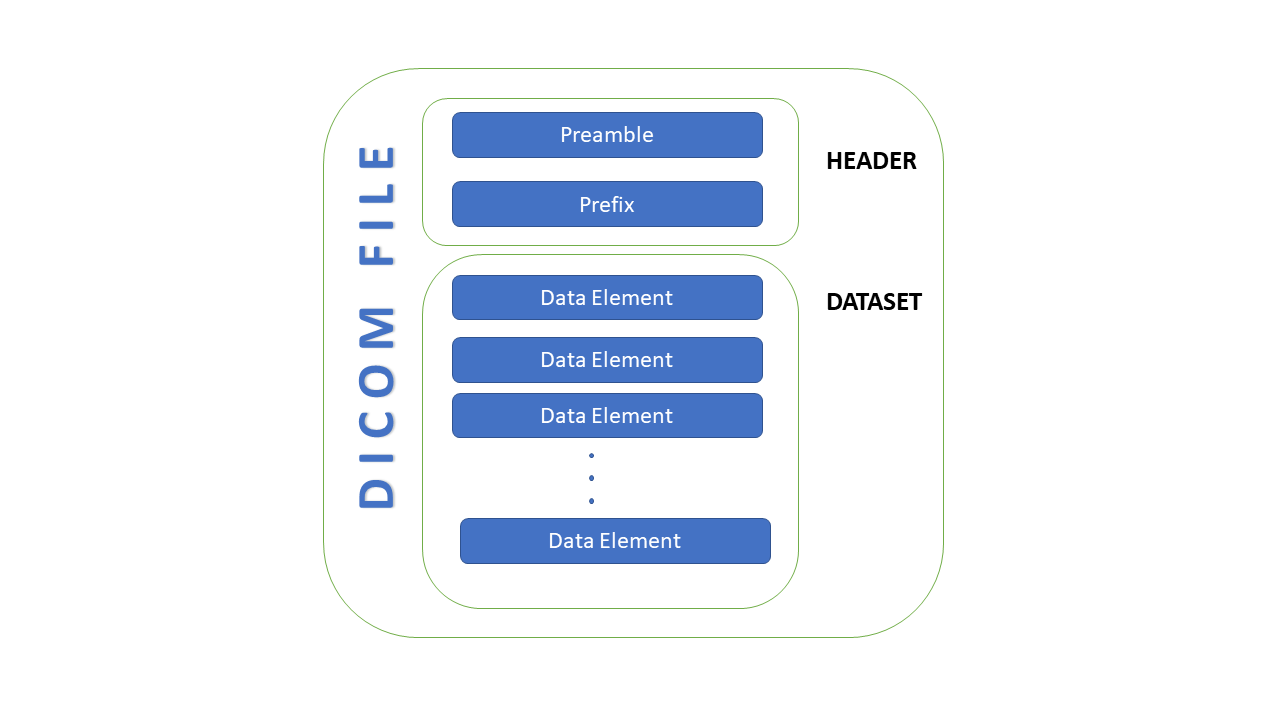 DICOM FILE
Preamble
Prefix
HEADER
Data Element
Data Element
Data Element
Data Element
DATASET